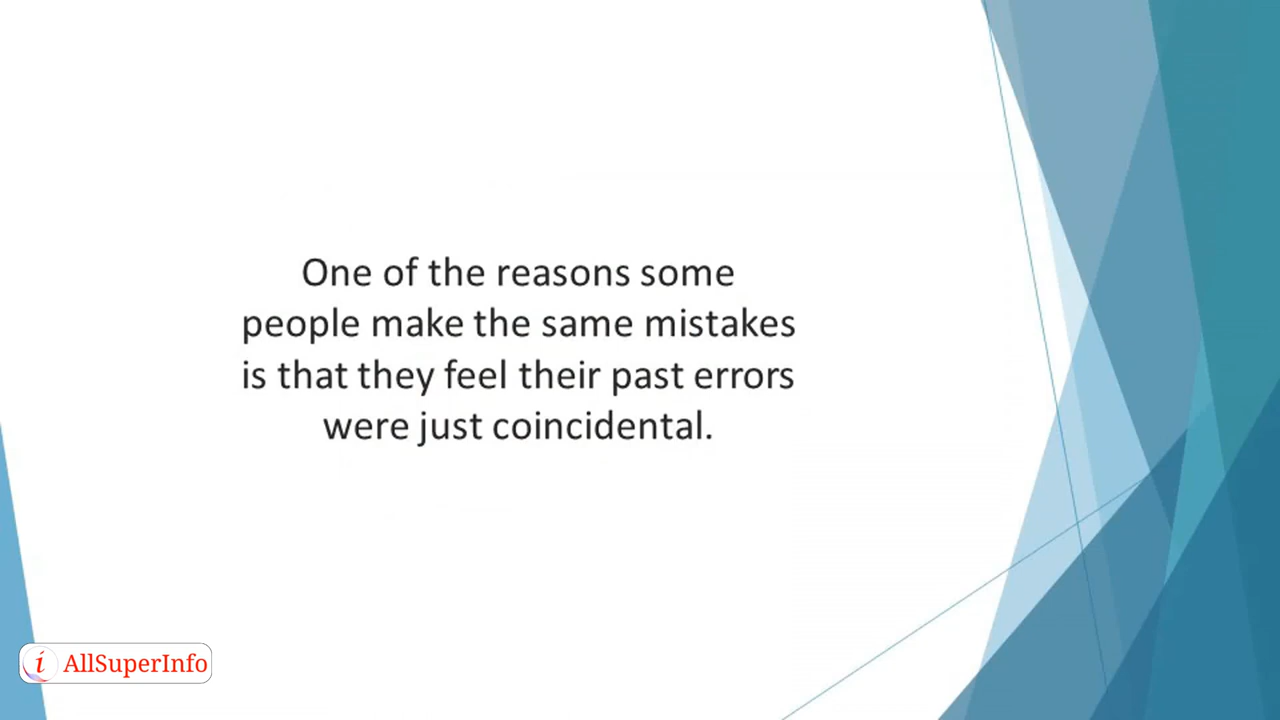 One of the reasons some
people make the same mistakes
is that they feel their past errors
were just coincidental.
i AllSuperInfo